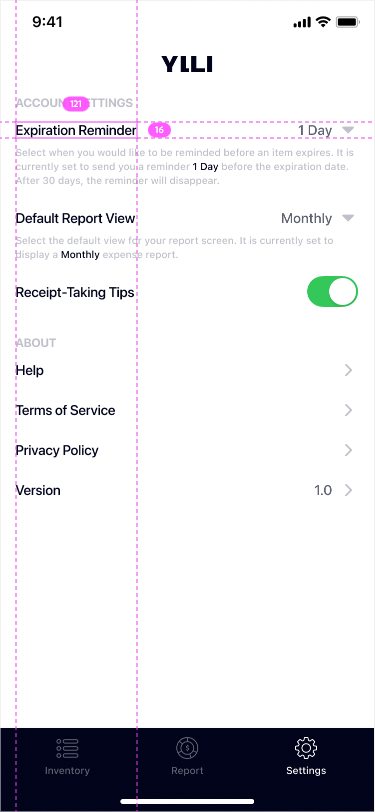 9:41
YILI
ACCOUNT SETTINGS
121
Expiration Reminder
16
1 Day
Select when you would like to be reminded before an item expires. It is
currently set to send you a reminder 1 Day before the expiration date.
After 30 days, the reminder will disappear.
Default Report View
Monthly
Select the default view for your report screen. It is currently set to
display a Monthly expense report.
Receipt-Taking Tips
ABOUT
Help
Terms of Service
Privacy Policy
Version
1.0
Inventory
Report
Settings